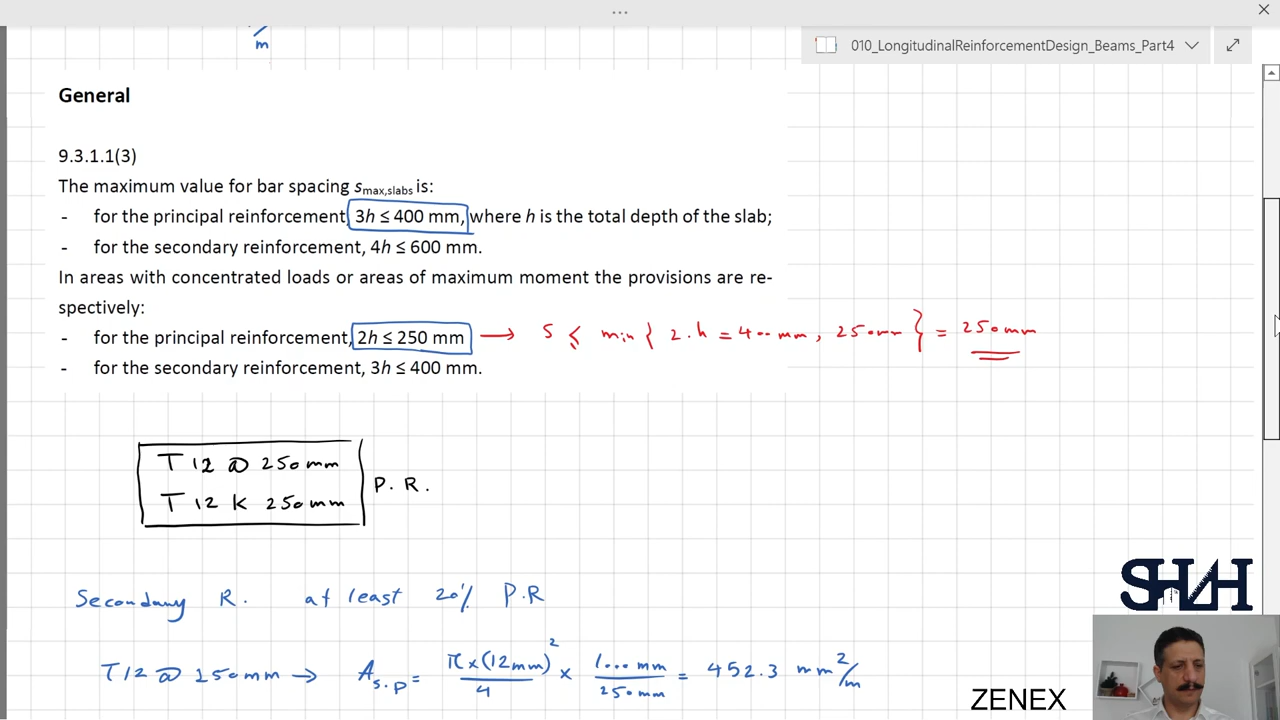 010_LongitudinalReinforcementDesign_Beams_Part4
m
General
9.3.1.1(3)
The maximum value for bar spacing smax,slabs is:
- for the principal reinforcement, 3h ≤ 400 mm, where h is the total depth of the slab;
- for the secondary reinforcement, 4h ≤ 600 mm.
In areas with concentrated loads or areas of maximum moment the provisions are re-
spectively:
- for the principal reinforcement, 2h ≤ 250 mm → S ≤ min { 2.h = 400 mm, 250 mm } = 250 mm
- for the secondary reinforcement, 3h ≤ 400 mm.
T 12 @ 250 mm
T 12 K 250 mm
P. R.
Secondary R. at least 20% P.R
T 12 @ 250 mm → As.p = π×(12mm)²/4 × 1000 mm/250 mm = 452.3 mm²/m
SHLH
ZENEX